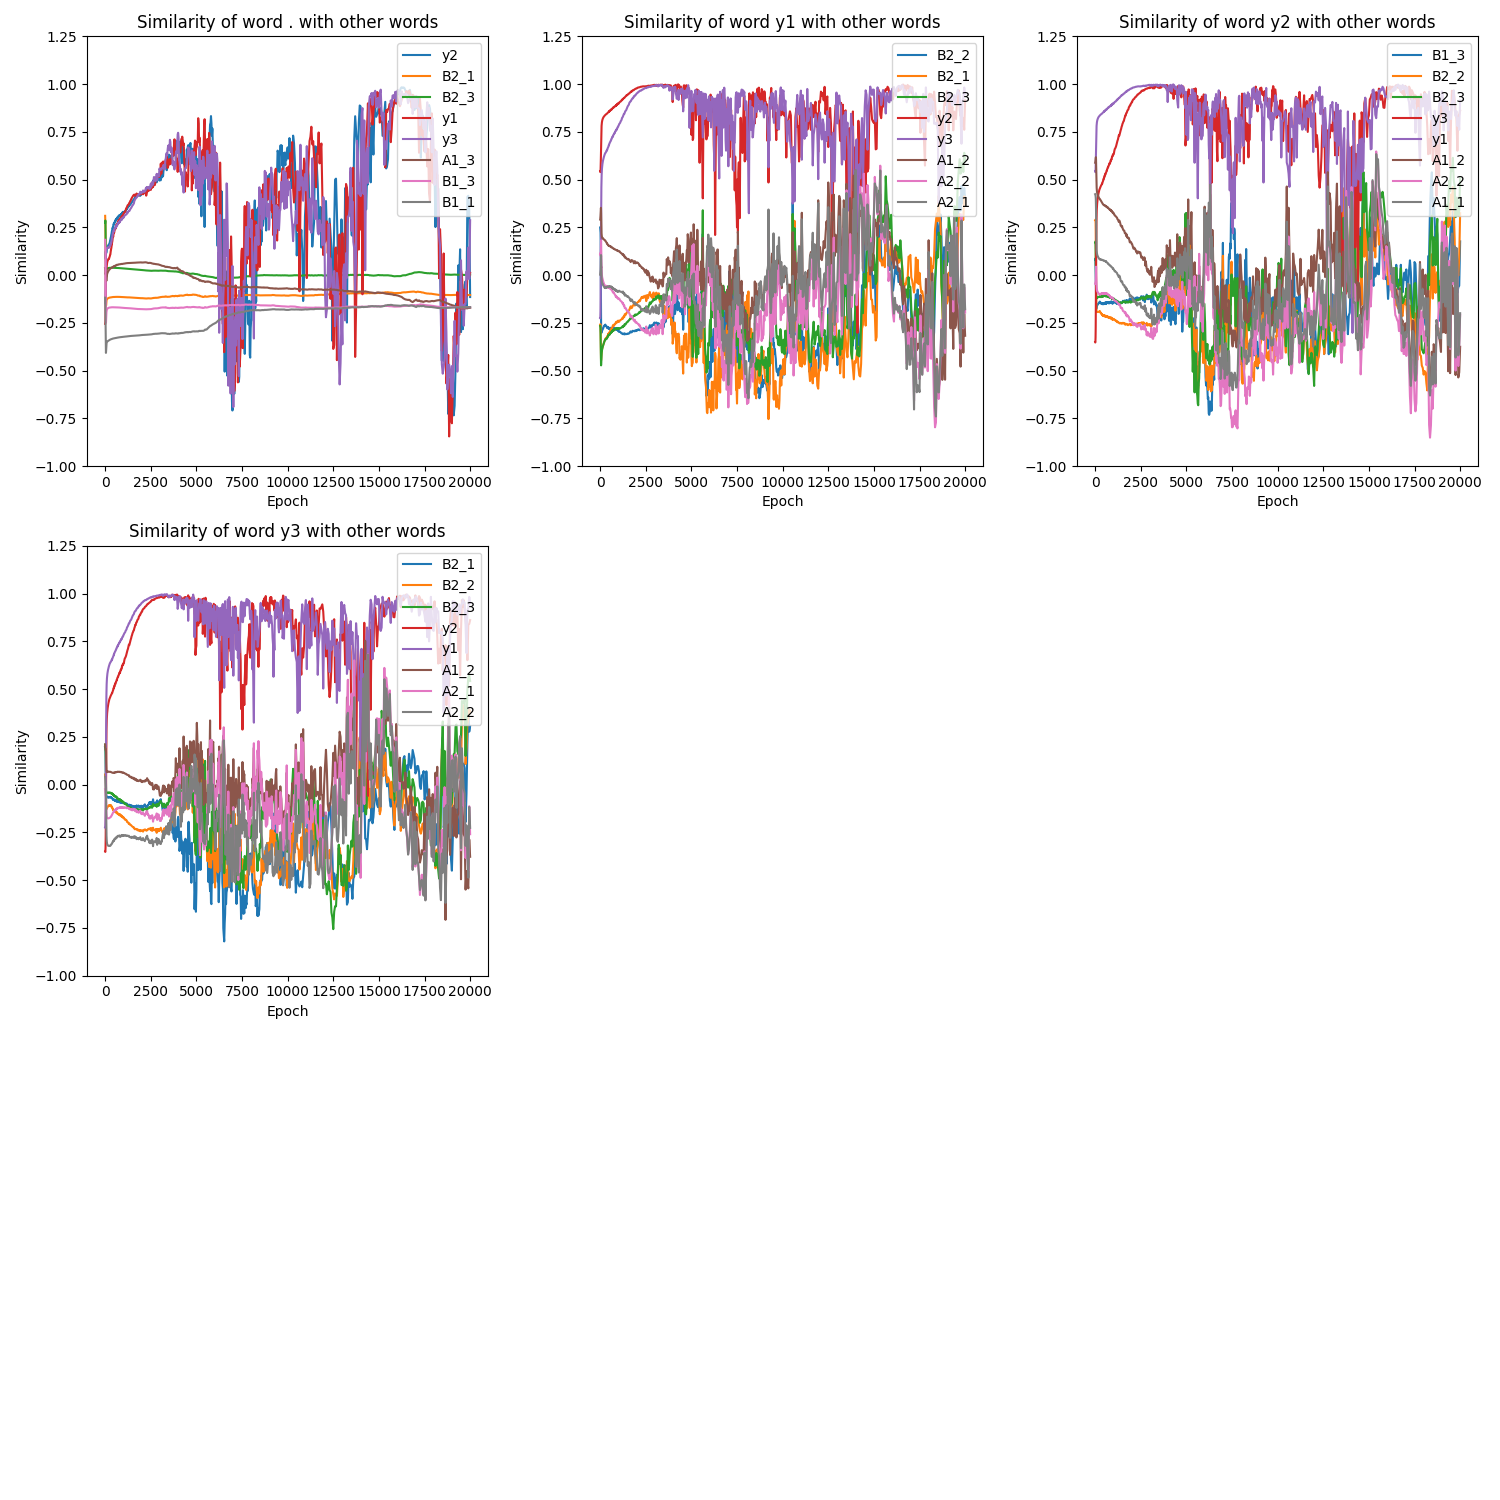 Similarity of word . with other words
1.25
1.00
0.75
0.50
0.25
0.00
−0.25
−0.50
−0.75
−1.00
Similarity
y2
B2_1
B2_3
y1
y3
A1_3
B1_3
B1_1
0 2500 5000 7500 10000 12500 15000 17500 20000
Epoch
Similarity of word y1 with other words
1.25
1.00
0.75
0.50
0.25
0.00
−0.25
−0.50
−0.75
−1.00
Similarity
B2_2
B2_1
B2_3
y2
y3
A1_2
A2_2
A2_1
0 2500 5000 7500 10000 12500 15000 17500 20000
Epoch
Similarity of word y2 with other words
1.25
1.00
0.75
0.50
0.25
0.00
−0.25
−0.50
−0.75
−1.00
Similarity
B1_3
B2_2
B2_3
y3
y1
A1_2
A2_2
A1_1
0 2500 5000 7500 10000 12500 15000 17500 20000
Epoch
Similarity of word y3 with other words
1.25
1.00
0.75
0.50
0.25
0.00
−0.25
−0.50
−0.75
−1.00
Similarity
B2_1
B2_2
B2_3
y2
y1
A1_2
A2_1
A2_2
0 2500 5000 7500 10000 12500 15000 17500 20000
Epoch